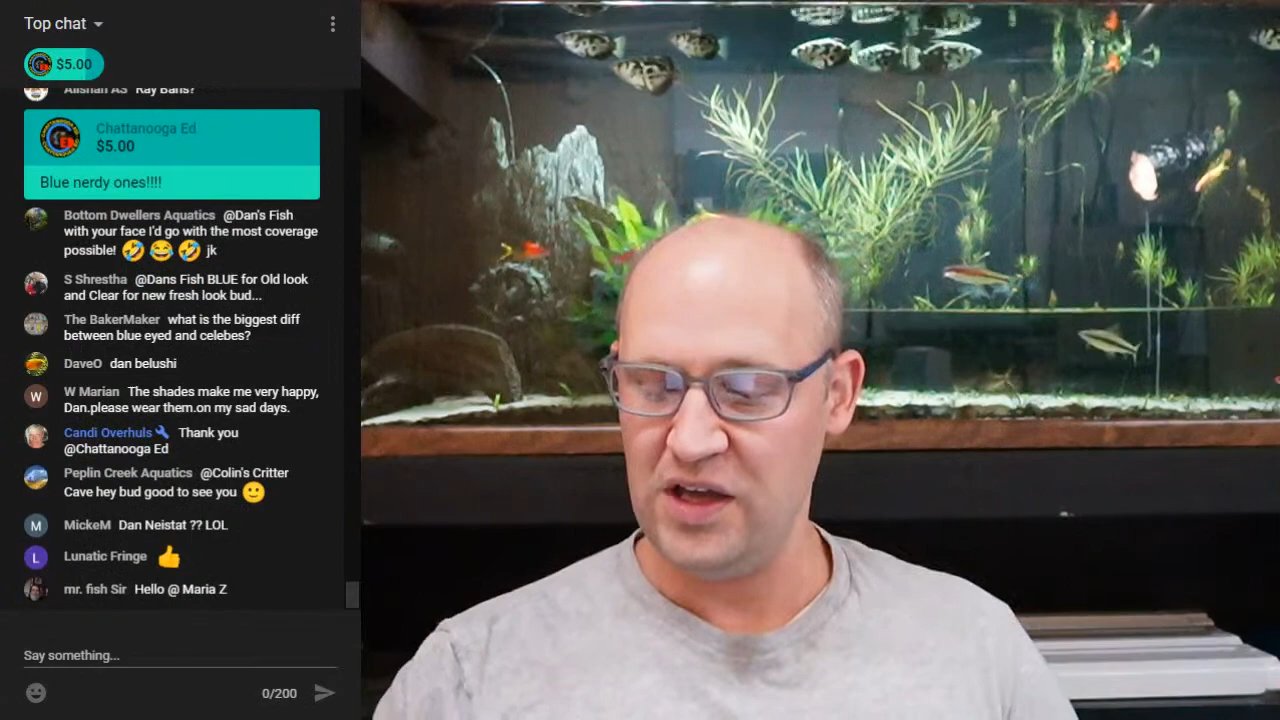 Top chat
$5.00
Alishan AS Ray Bans?
Chattanooga Ed
$5.00
Blue nerdy ones!!!!
Bottom Dwellers Aquatics @Dan's Fish
with your face I'd go with the most coverage
possible! 🤣 😂 🤣 jk
S Shrestha @Dans Fish BLUE for Old look
and Clear for new fresh look bud...
The BakerMaker what is the biggest diff
between blue eyed and celebes?
DaveO dan belushi
W Marian The shades make me very happy,
Dan.please wear them.on my sad days.
Candi Overhuls Thank you
@Chattanooga Ed
Peplin Creek Aquatics @Colin's Critter
Cave hey bud good to see you 🙂
MickeM Dan Neistat ?? LOL
Lunatic Fringe 👍
mr. fish Sir Hello @ Maria Z
Say something...
0/200